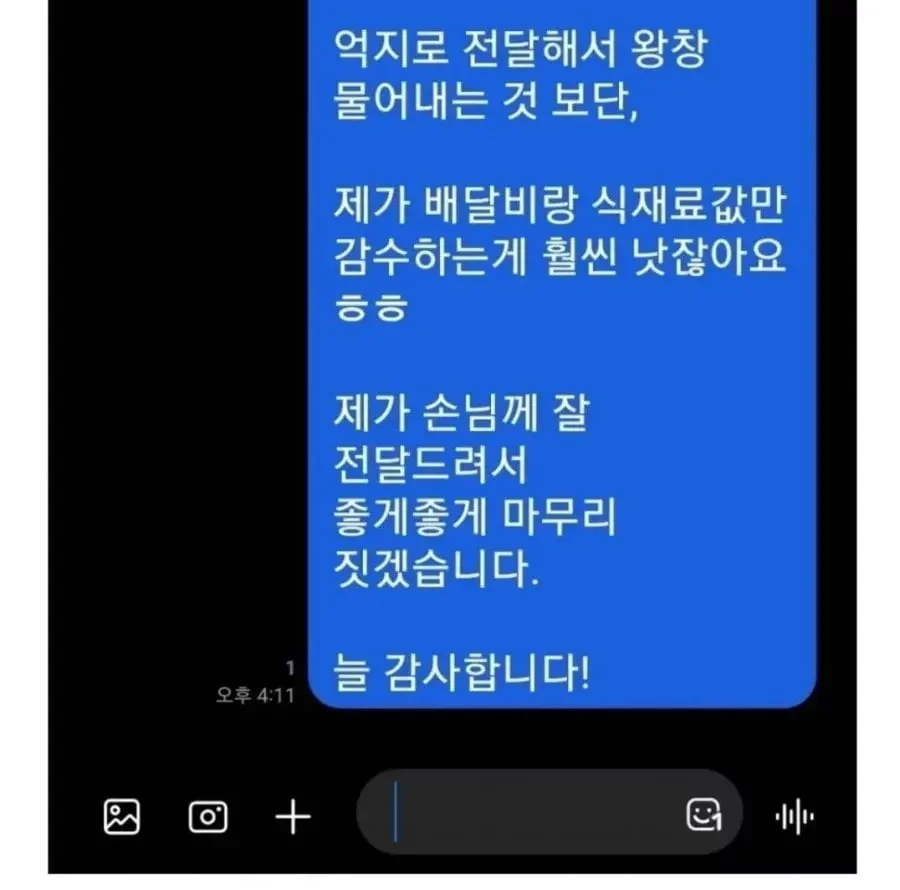 억지로 전달해서 왕창
물어내는 것 보단,
제가 배달비랑 식재료값만
감수하는게 훨씬 낫잖아요
ㅎㅎ
제가 손님께 잘
전달드려서
좋게좋게 마무리
짓겠습니다.
늘 감사합니다!
1
오후 4:11